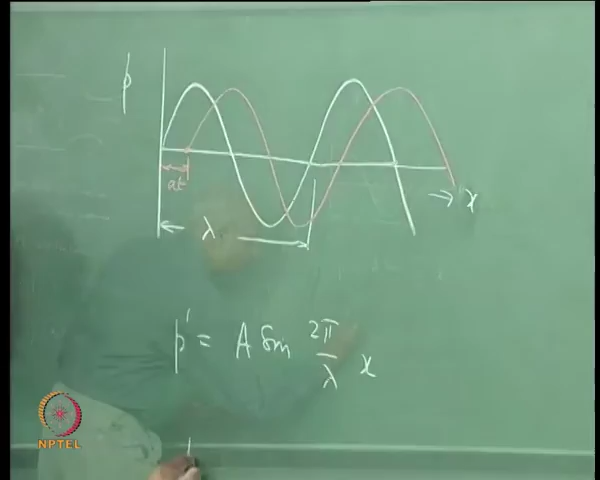 p
at
x
λ
p' = A Sin 2π/λ x
NPTEL